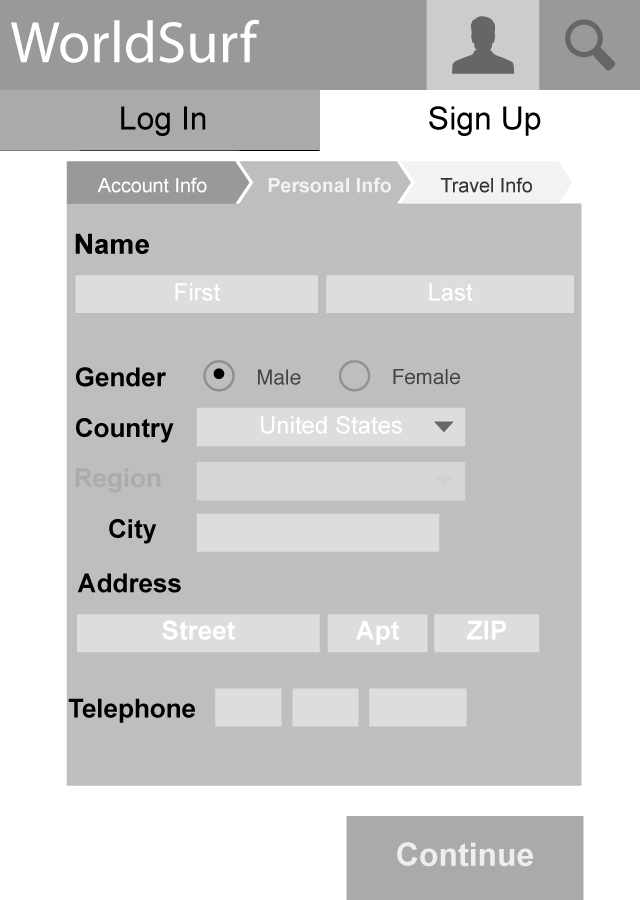 WorldSurf
Log In Sign Up
Account Info Personal Info Travel Info
Name
First Last
Gender Male Female
Country United States
Region
City
Address
Street Apt ZIP
Telephone
Continue